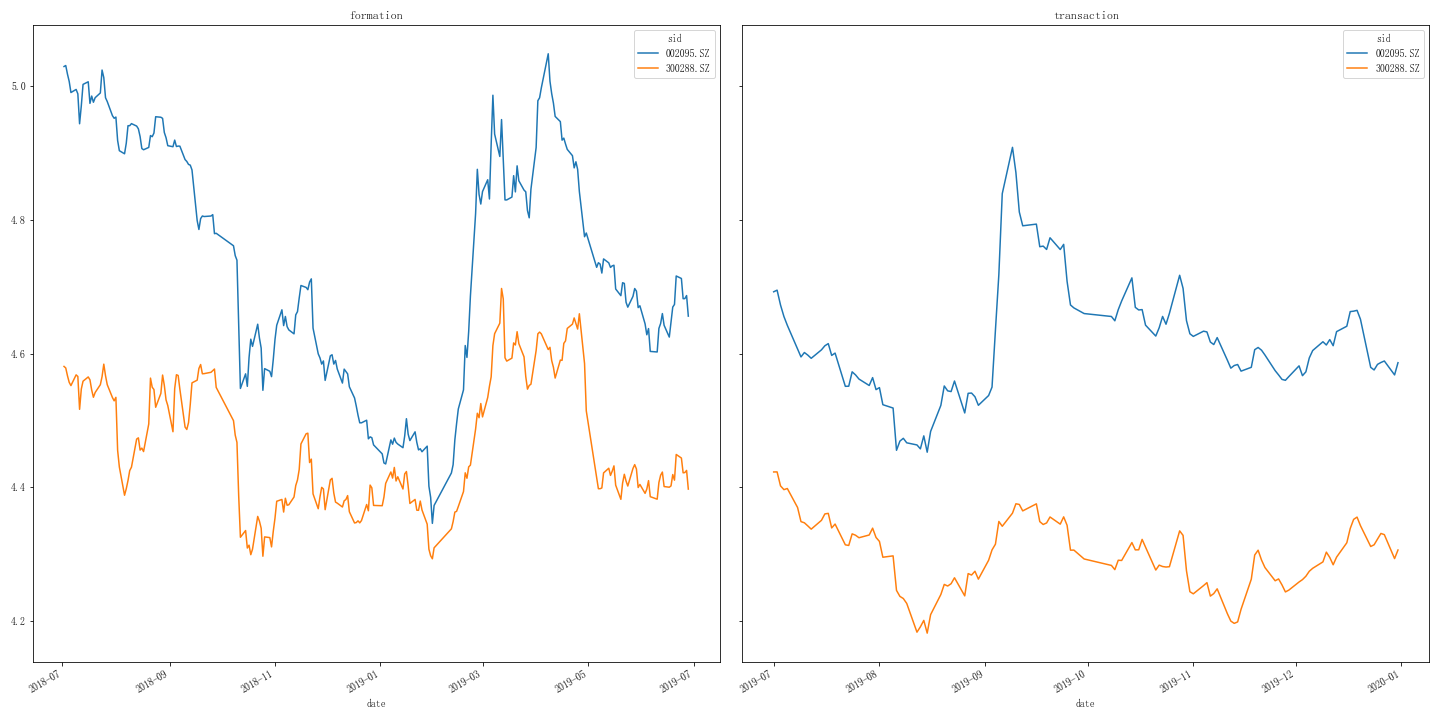 formation
sid
002095.SZ
300288.SZ
5.0
4.8
4.6
4.4
4.2
2018-07
2018-09
2018-11
2019-01
2019-03
2019-05
2019-07
date
transaction
sid
002095.SZ
300288.SZ
2019-07
2019-08
2019-09
2019-10
2019-11
2019-12
2020-01
date